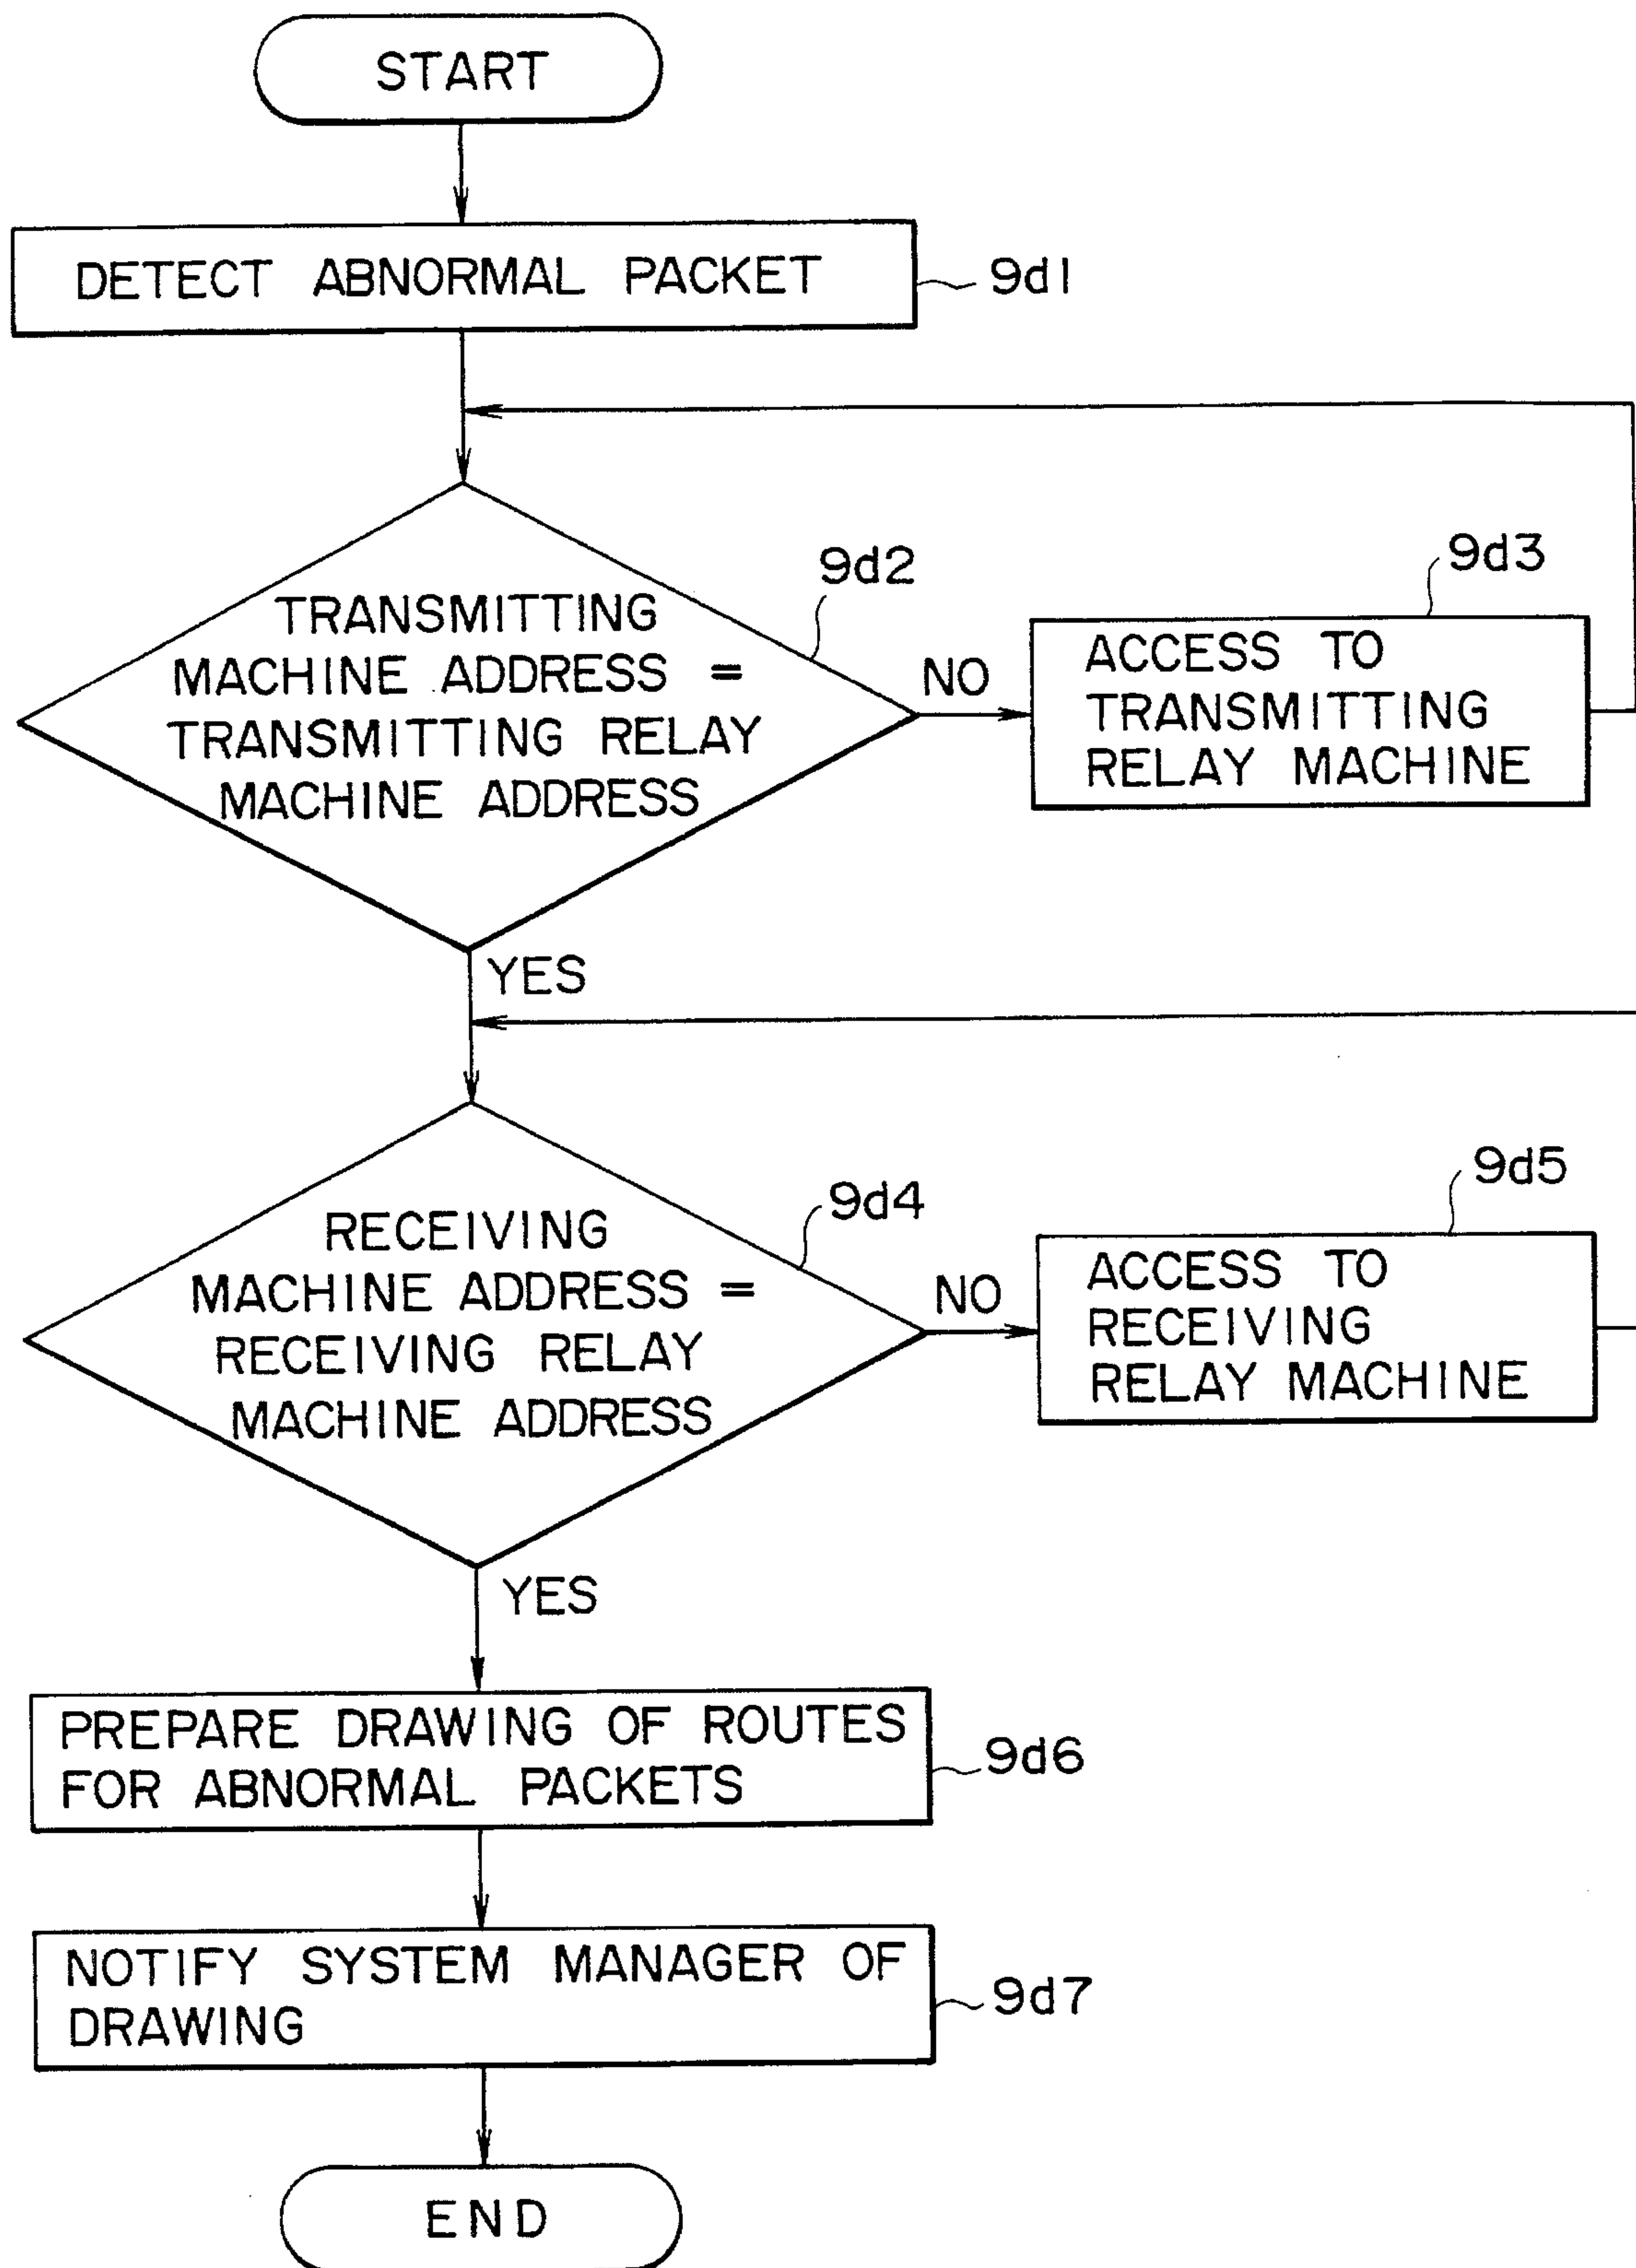 START
DETECT ABNORMAL PACKET
9d1
9d2
TRANSMITTING
MACHINE ADDRESS =
TRANSMITTING RELAY
MACHINE ADDRESS
NO
9d3
ACCESS TO
TRANSMITTING
RELAY MACHINE
YES
9d4
RECEIVING
MACHINE ADDRESS =
RECEIVING RELAY
MACHINE ADDRESS
NO
9d5
ACCESS TO
RECEIVING
RELAY MACHINE
YES
PREPARE DRAWING OF ROUTES
FOR ABNORMAL PACKETS
9d6
NOTIFY SYSTEM MANAGER OF
DRAWING
9d7
END